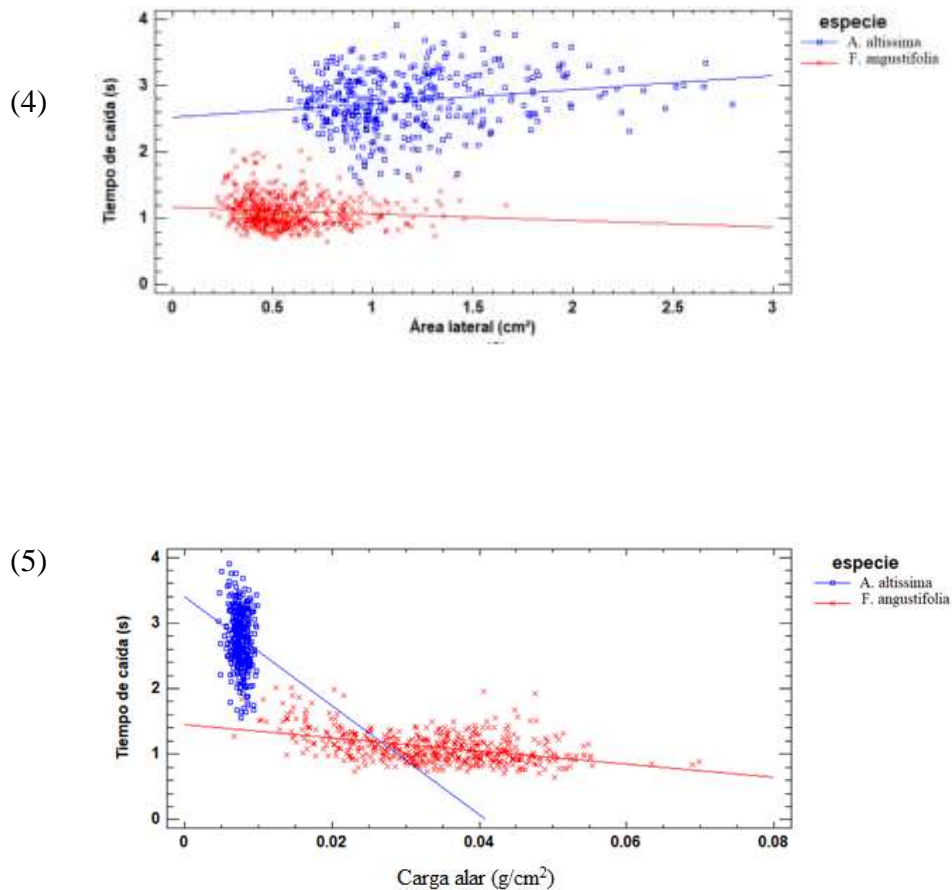 (4)
Tiempo de caída (s)
4
3
2
1
0
0 0.5 1 1.5 2 2.5 3
Área lateral (cm²)
especie
A. altissima
F. angustifolia
(5)
Tiempo de caída (s)
4
3
2
1
0
0 0.02 0.04 0.06 0.08
Carga alar (g/cm²)
especie
A. altissima
F. angustifolia